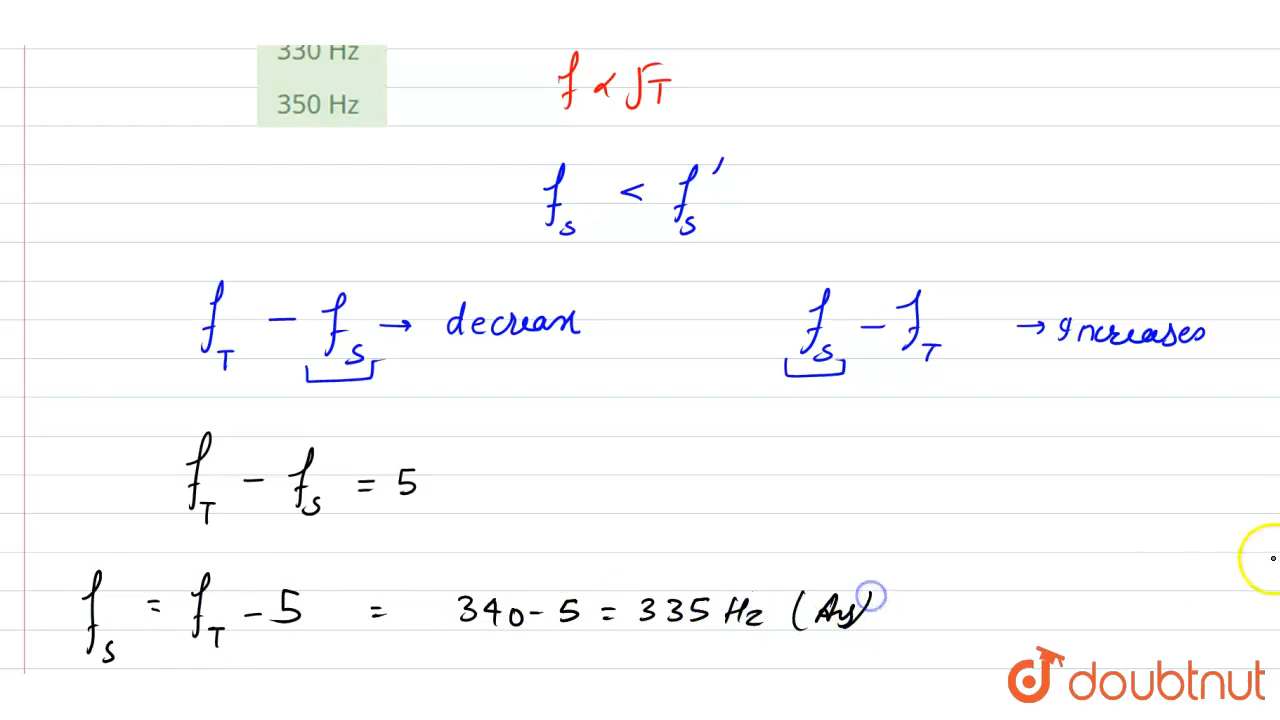 330 Hz
350 Hz
f ∝ √T
f_S < f_S'
f_T - f_S → decrease
f_S - f_T → Increases
f_T - f_S = 5
f_S = f_T - 5 = 340 - 5 = 335 Hz (Ans)
doubtnut